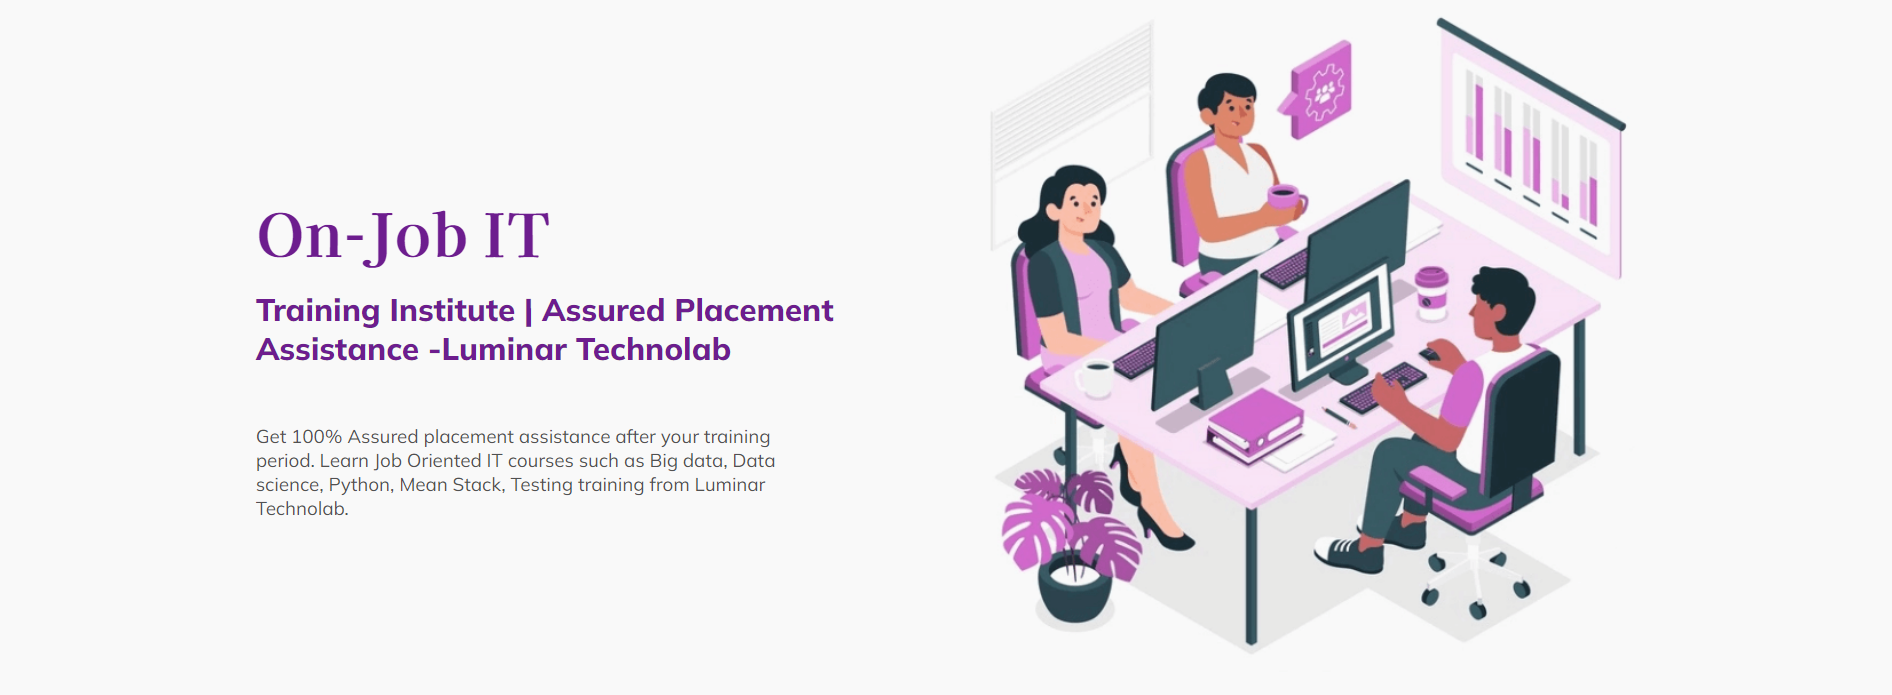 On-Job IT
Training Institute | Assured Placement
Assistance -Luminar Technolab
Get 100% Assured placement assistance after your training
period. Learn Job Oriented IT courses such as Big data, Data
science, Python, Mean Stack, Testing training from Luminar
Technolab.